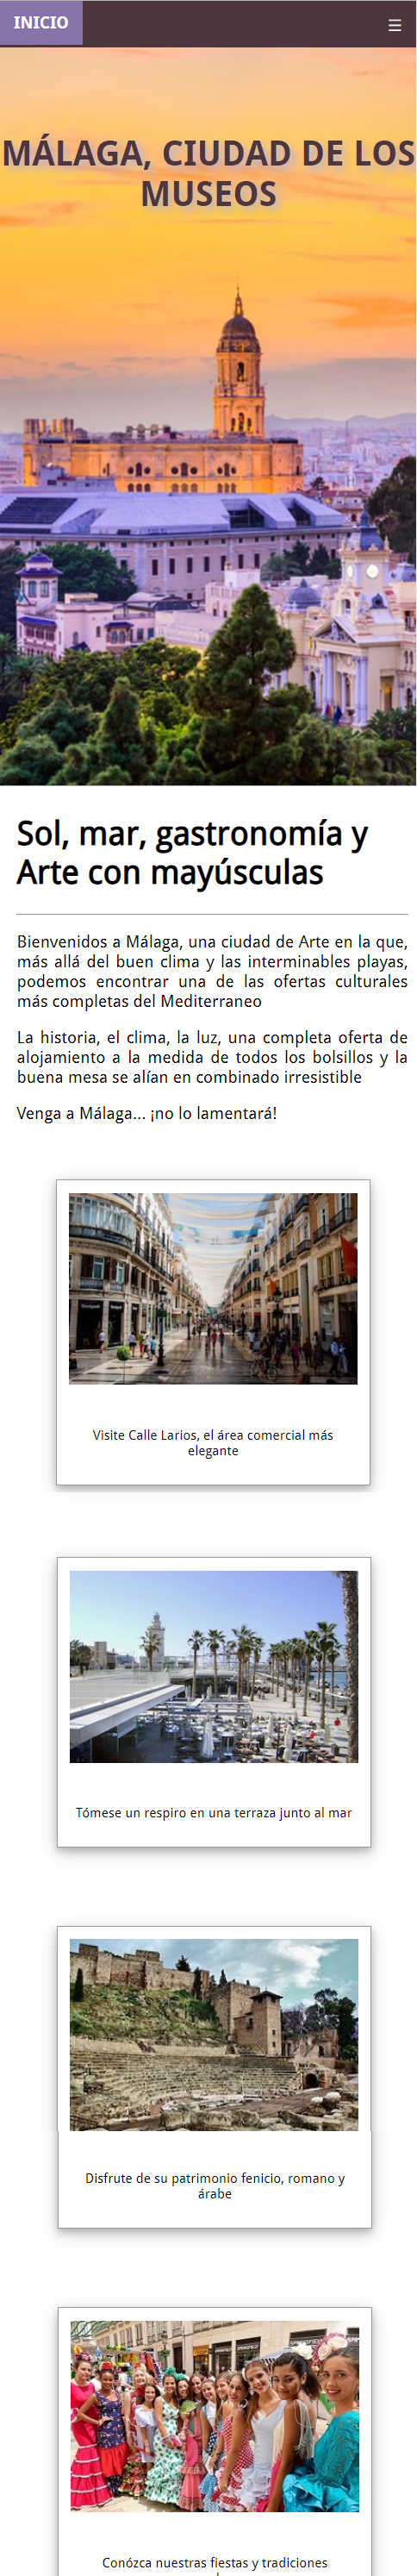 INICIO
☰
MÁLAGA, CIUDAD DE LOS
MUSEOS
Sol, mar, gastronomía y
Arte con mayúsculas
Bienvenidos a Málaga, una ciudad de Arte en la que,
más allá del buen clima y las interminables playas,
podemos encontrar una de las ofertas culturales
más completas del Mediterraneo
La historia, el clima, la luz, una completa oferta de
alojamiento a la medida de todos los bolsillos y la
buena mesa se alían en combinado irresistible
Venga a Málaga... ¡no lo lamentará!
Visite Calle Larios, el área comercial más
elegante
Tómese un respiro en una terraza junto al mar
Disfrute de su patrimonio fenicio, romano y
árabe
Conózca nuestras fiestas y tradiciones